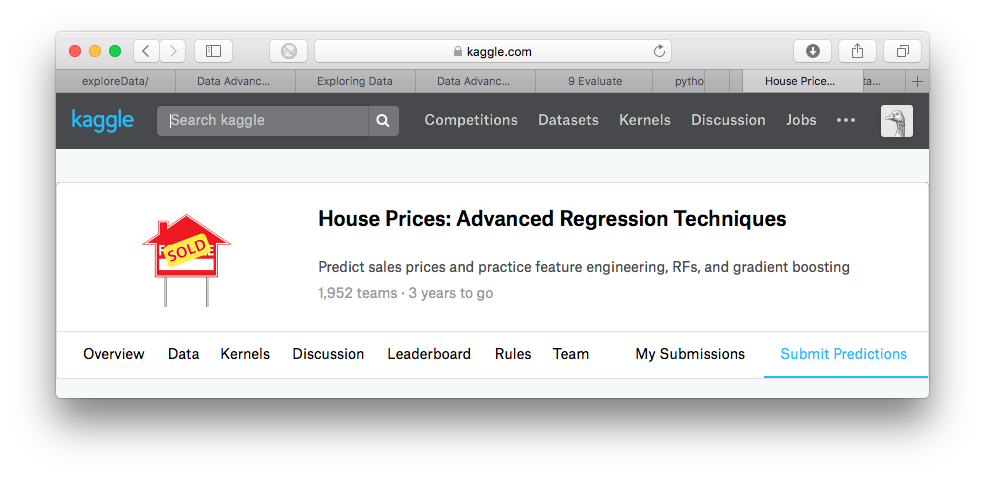 kaggle.com
exploreData/ Data Advanc... Exploring Data Data Advanc... 9 Evaluate pytho House Price... ta...
kaggle Search kaggle Competitions Datasets Kernels Discussion Jobs
SOLD
House Prices: Advanced Regression Techniques
Predict sales prices and practice feature engineering, RFs, and gradient boosting
1,952 teams · 3 years to go
Overview Data Kernels Discussion Leaderboard Rules Team My Submissions Submit Predictions